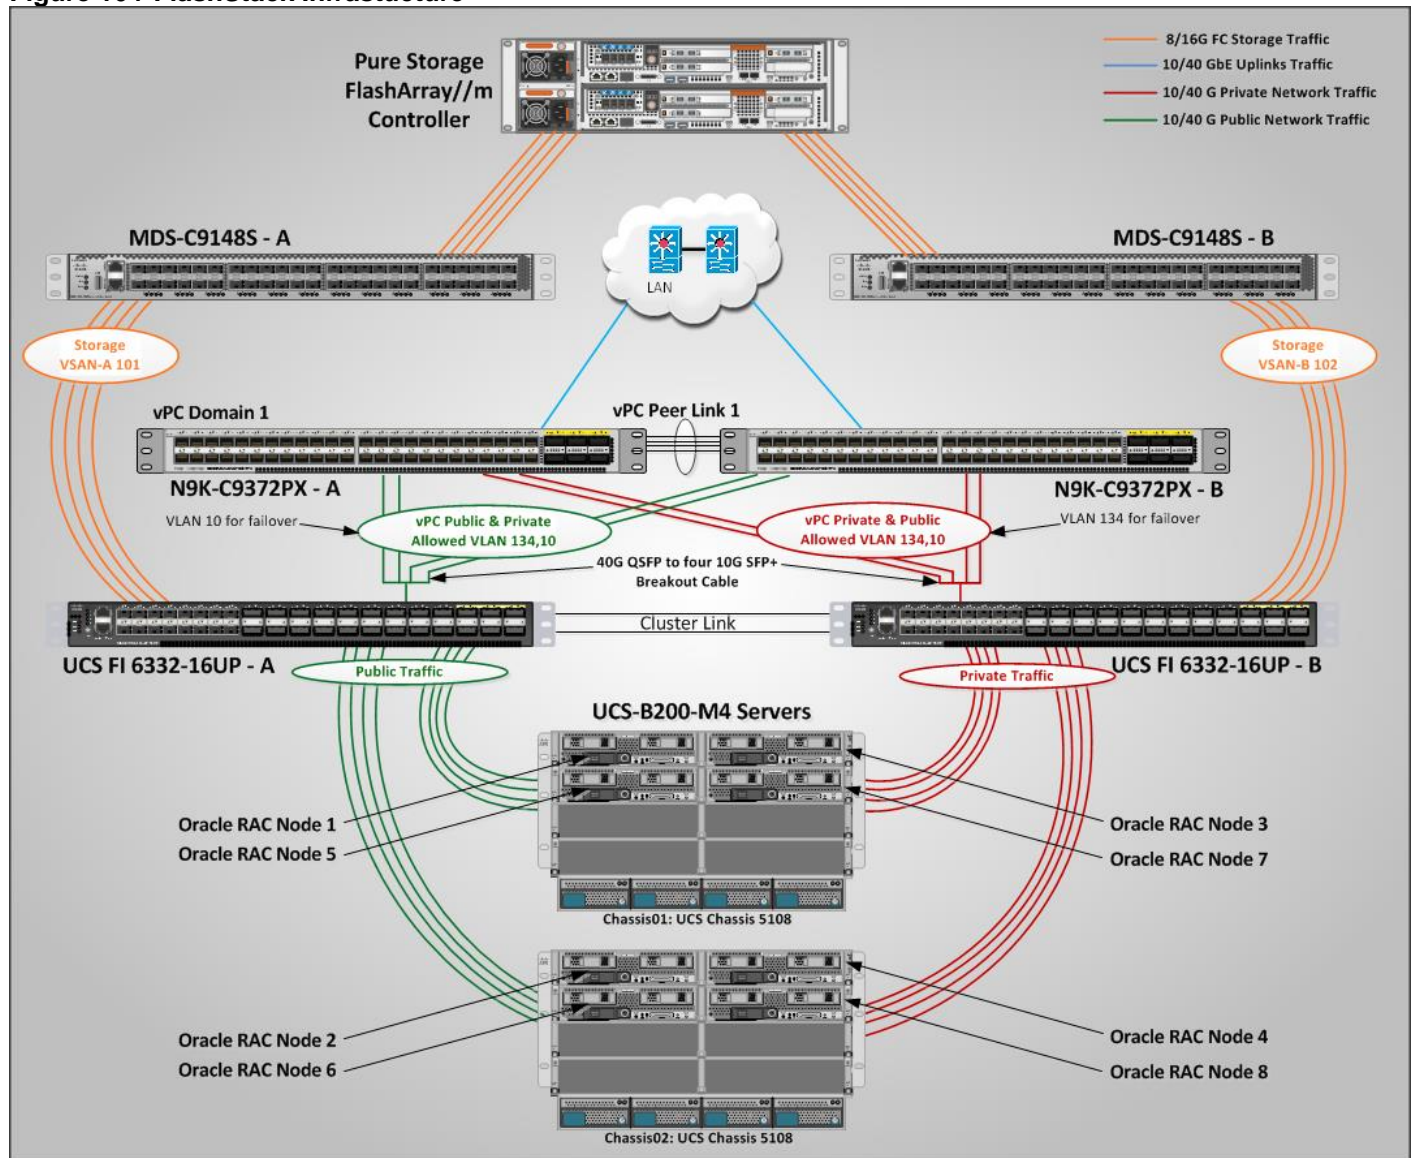 Pure Storage
FlashArray//m
Controller
8/16G FC Storage Traffic
10/40 GbE Uplinks Traffic
10/40 G Private Network Traffic
10/40 G Public Network Traffic
MDS-C9148S - A
MDS-C9148S - B
LAN
Storage
VSAN-A 101
Storage
VSAN-B 102
vPC Domain 1
vPC Peer Link 1
N9K-C9372PX - A
N9K-C9372PX - B
VLAN 10 for failover
vPC Public & Private
Allowed VLAN 134,10
vPC Private & Public
Allowed VLAN 134,10
VLAN 134 for failover
40G QSFP to four 10G SFP+
Breakout Cable
Cluster Link
UCS FI 6332-16UP - A
UCS FI 6332-16UP - B
Public Traffic
Private Traffic
UCS-B200-M4 Servers
Oracle RAC Node 1
Oracle RAC Node 5
Oracle RAC Node 3
Oracle RAC Node 7
Chassis01: UCS Chassis 5108
Oracle RAC Node 2
Oracle RAC Node 6
Oracle RAC Node 4
Oracle RAC Node 8
Chassis02: UCS Chassis 5108